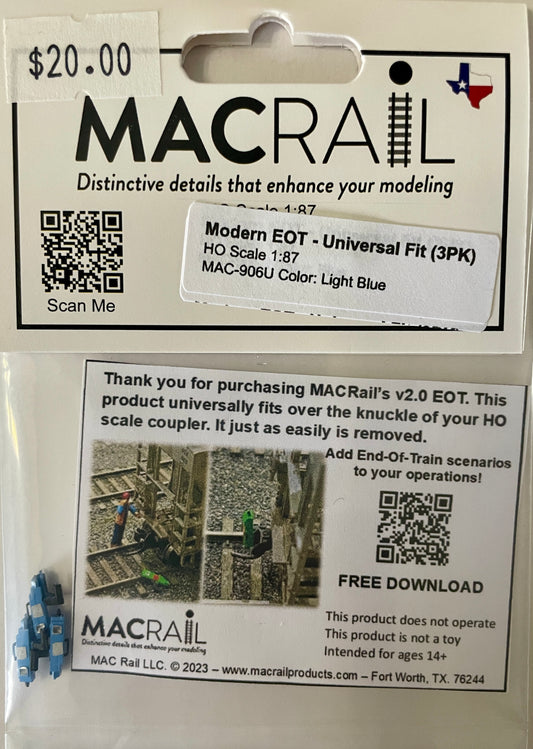 $20.00
MACRAIL
Distinctive details that enhance your modeling
Scale 1:87
Modern EOT - Universal Fit (3PK)
HO Scale 1:87
MAC-906U Color: Light Blue
Scan Me
Thank you for purchasing MACRail's v2.0 EOT. This
product universally fits over the knuckle of your HO
scale coupler. It just as easily is removed.
Add End-Of-Train scenarios
to your operations!
FREE DOWNLOAD
MACRAIL
Distinctive details that enhance your modeling
This product does not operate
This product is not a toy
Intended for ages 14+
MAC Rail LLC. © 2023 – www.macrailproducts.com – Fort Worth, TX. 76244